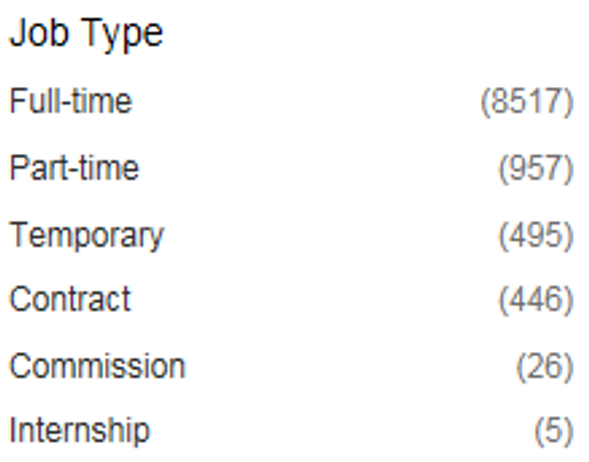 Job Type
Full-time (8517)
Part-time (957)
Temporary (495)
Contract (446)
Commission (26)
Internship (5)